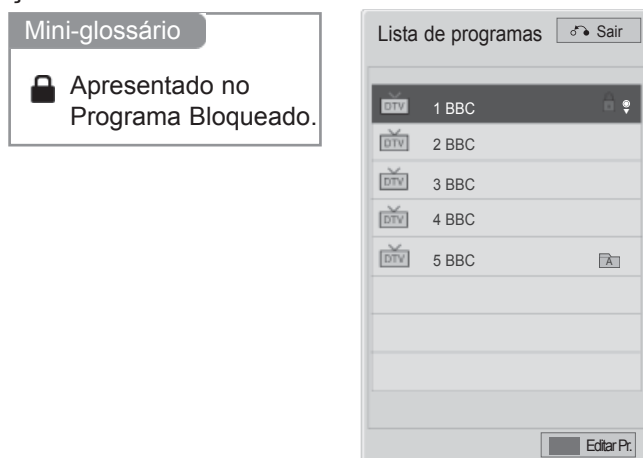 Mini-glossário
Apresentado no
Programa Bloqueado.
Lista de programas
Sair
DTV 1 BBC
DTV 2 BBC
DTV 3 BBC
DTV 4 BBC
DTV 5 BBC A
Editar Pr.